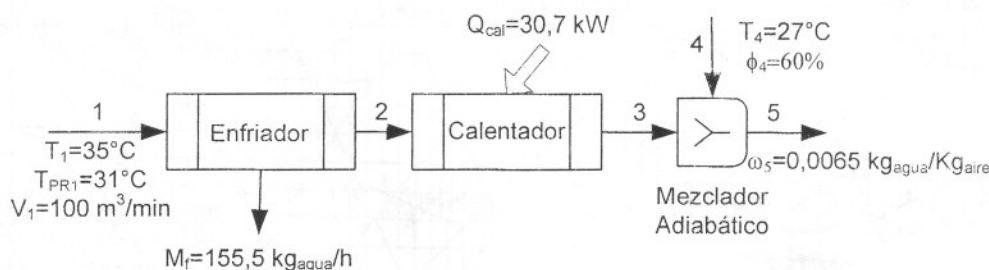 Q_cal=30,7 kW
4
T_4=27°C
ϕ_4=60%
1
Enfriador
2
Calentador
3
5
T_1=35°C
T_PR1=31°C
V_1=100 m^3/min
ω_5=0,0065 kg_agua/Kg_aire
Mezclador
Adiabático
M_f=155,5 kg_agua/h